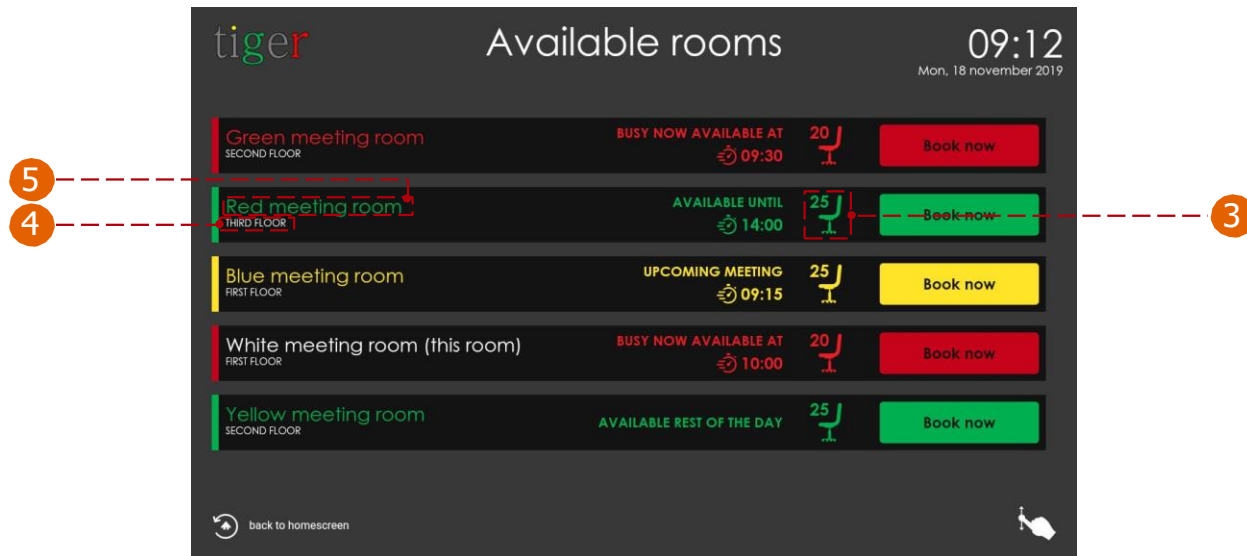 tiger
Available rooms
09:12
Mon, 18 november 2019
Green meeting room
SECOND FLOOR
BUSY NOW AVAILABLE AT
09:30
20
Book now
5
Red meeting room
THIRD FLOOR
AVAILABLE UNTIL
14:00
25
Book now
4
3
Blue meeting room
FIRST FLOOR
UPCOMING MEETING
09:15
25
Book now
White meeting room (this room)
FIRST FLOOR
BUSY NOW AVAILABLE AT
10:00
20
Book now
Yellow meeting room
SECOND FLOOR
AVAILABLE REST OF THE DAY
25
Book now
back to homescreen